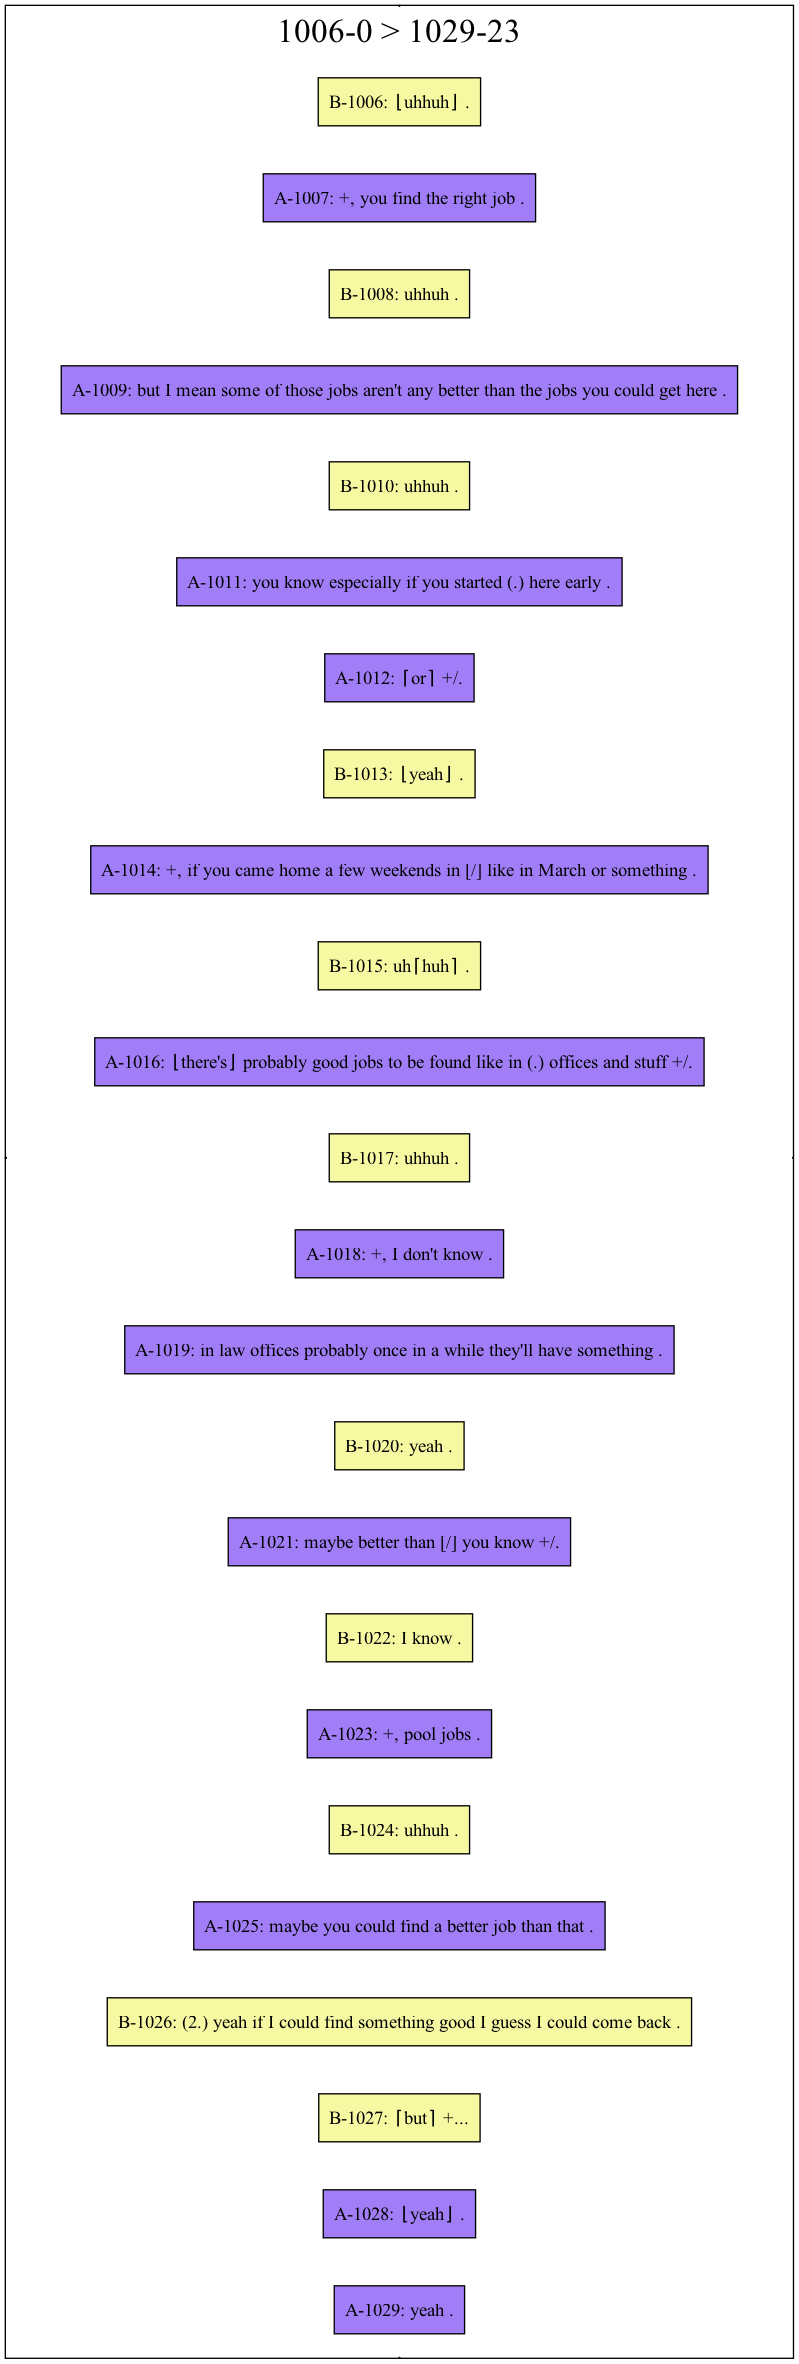 1006-0 > 1029-23
B-1006: ⌊uhhuh⌋ .
A-1007: +, you find the right job .
B-1008: uhhuh .
A-1009: but I mean some of those jobs aren't any better than the jobs you could get here .
B-1010: uhhuh .
A-1011: you know especially if you started (.) here early .
A-1012: ⌈or⌉ +/.
B-1013: ⌊yeah⌋ .
A-1014: +, if you came home a few weekends in [/] like in March or something .
B-1015: uh⌈huh⌉ .
A-1016: ⌊there's⌋ probably good jobs to be found like in (.) offices and stuff +/.
B-1017: uhhuh .
A-1018: +, I don't know .
A-1019: in law offices probably once in a while they'll have something .
B-1020: yeah .
A-1021: maybe better than [/] you know +/.
B-1022: I know .
A-1023: +, pool jobs .
B-1024: uhhuh .
A-1025: maybe you could find a better job than that .
B-1026: (2.) yeah if I could find something good I guess I could come back .
B-1027: ⌈but⌉ +...
A-1028: ⌊yeah⌋ .
A-1029: yeah .